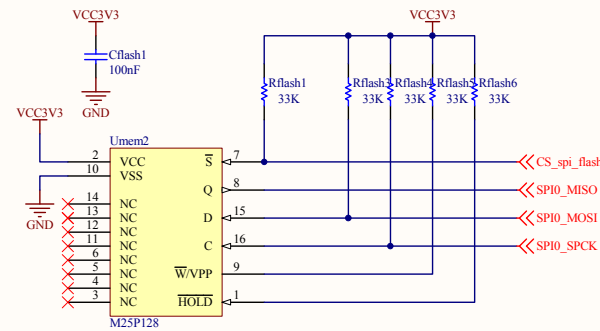 VCC3V3
VCC3V3
Cflash1
100nF
GND
Rflash1
33K
Rflash3
33K
Rflash4
33K
Rflash5
33K
Rflash6
33K
VCC3V3
Umem2
2 VCC
S 7
CS_spi_flash
10 VSS
Q 8
SPI0_MISO
14 NC
13 NC
D 15
SPI0_MOSI
12 NC
11 NC
C 16
SPI0_SPCK
6 NC
5 NC
W/VPP 9
4 NC
3 NC
HOLD 1
GND
M25P128